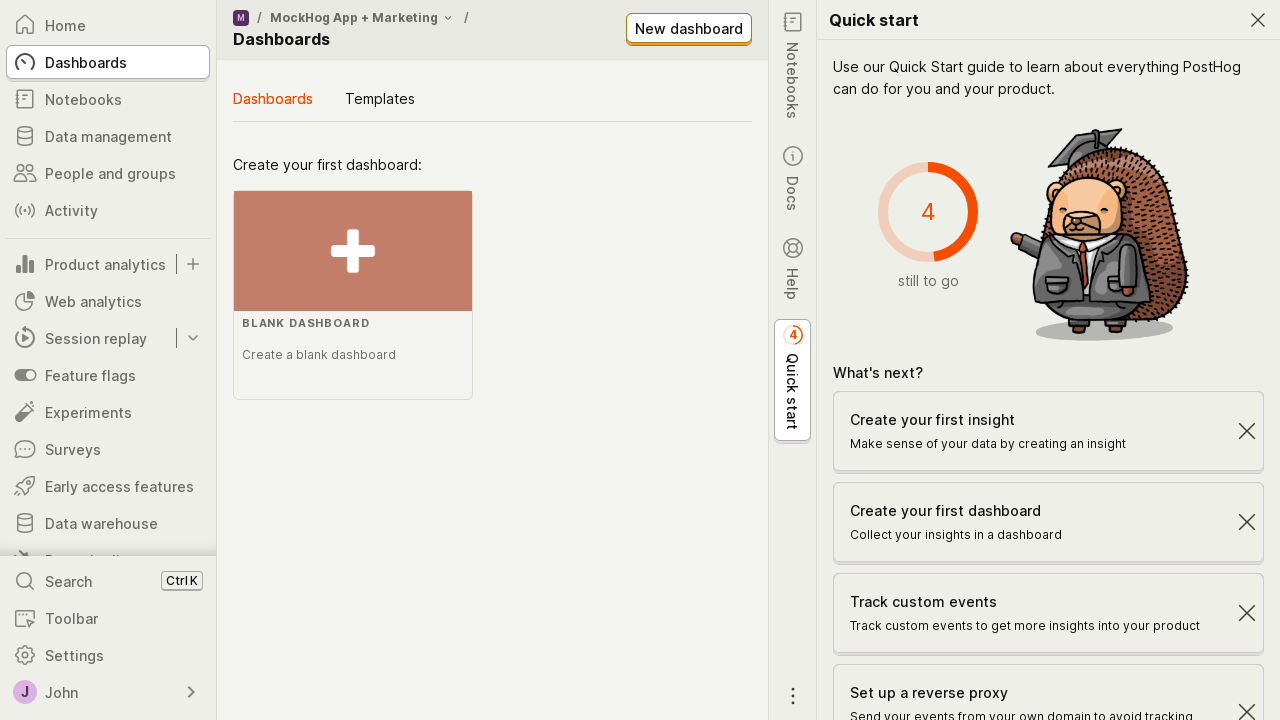 Home
Dashboards
Notebooks
Data management
People and groups
Activity
Product analytics
Web analytics
Session replay
Feature flags
Experiments
Surveys
Early access features
Data warehouse
Search Ctrl K
Toolbar
Settings
J John
M / MockHog App + Marketing /
Dashboards
New dashboard
Dashboards Templates
Create your first dashboard:
BLANK DASHBOARD
Create a blank dashboard
Notebooks
Docs
Help
4 Quick start
Quick start
Use our Quick Start guide to learn about everything PostHog
can do for you and your product.
4
still to go
What's next?
Create your first insight
Make sense of your data by creating an insight
Create your first dashboard
Collect your insights in a dashboard
Track custom events
Track custom events to get more insights into your product
Set up a reverse proxy
Send your events from your own domain to avoid tracking